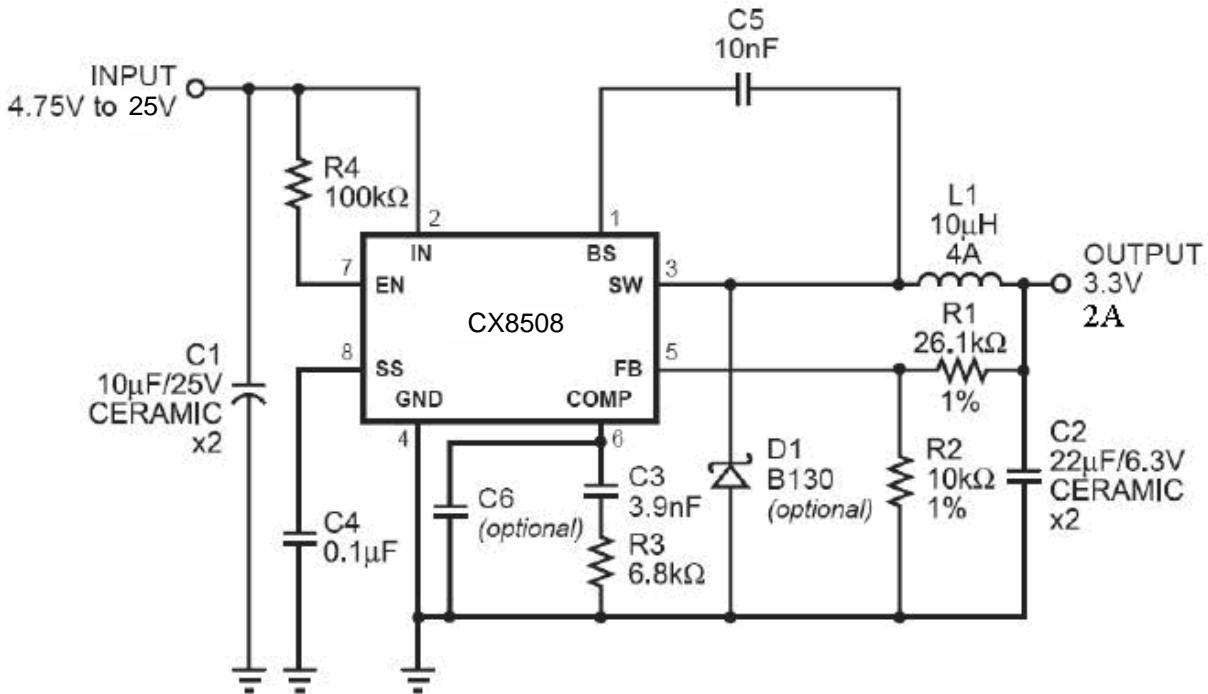 C5
10nF
INPUT
4.75V to 25V
R4
100kΩ
L1
10µH
4A
OUTPUT
3.3V
2A
2
1
IN
BS
7
EN
SW
3
CX8508
R1
26.1kΩ
1%
C1
10µF/25V
CERAMIC
x2
8
SS
FB
5
GND
COMP
4
6
C4
0.1µF
C6
(optional)
C3
3.9nF
R3
6.8kΩ
D1
B130
(optional)
R2
10kΩ
1%
C2
22µF/6.3V
CERAMIC
x2